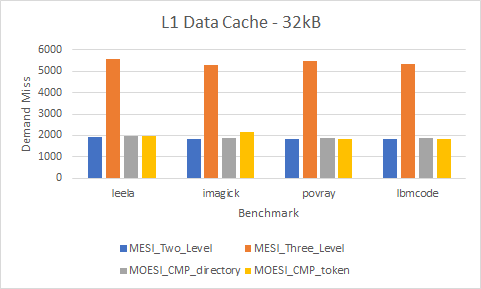 L1 Data Cache - 32kB
Demand Miss
6000
5000
4000
3000
2000
1000
0
leela imagick povray lbmcode
Benchmark
MESI_Two_Level MESI_Three_Level
MOESI_CMP_directory MOESI_CMP_token